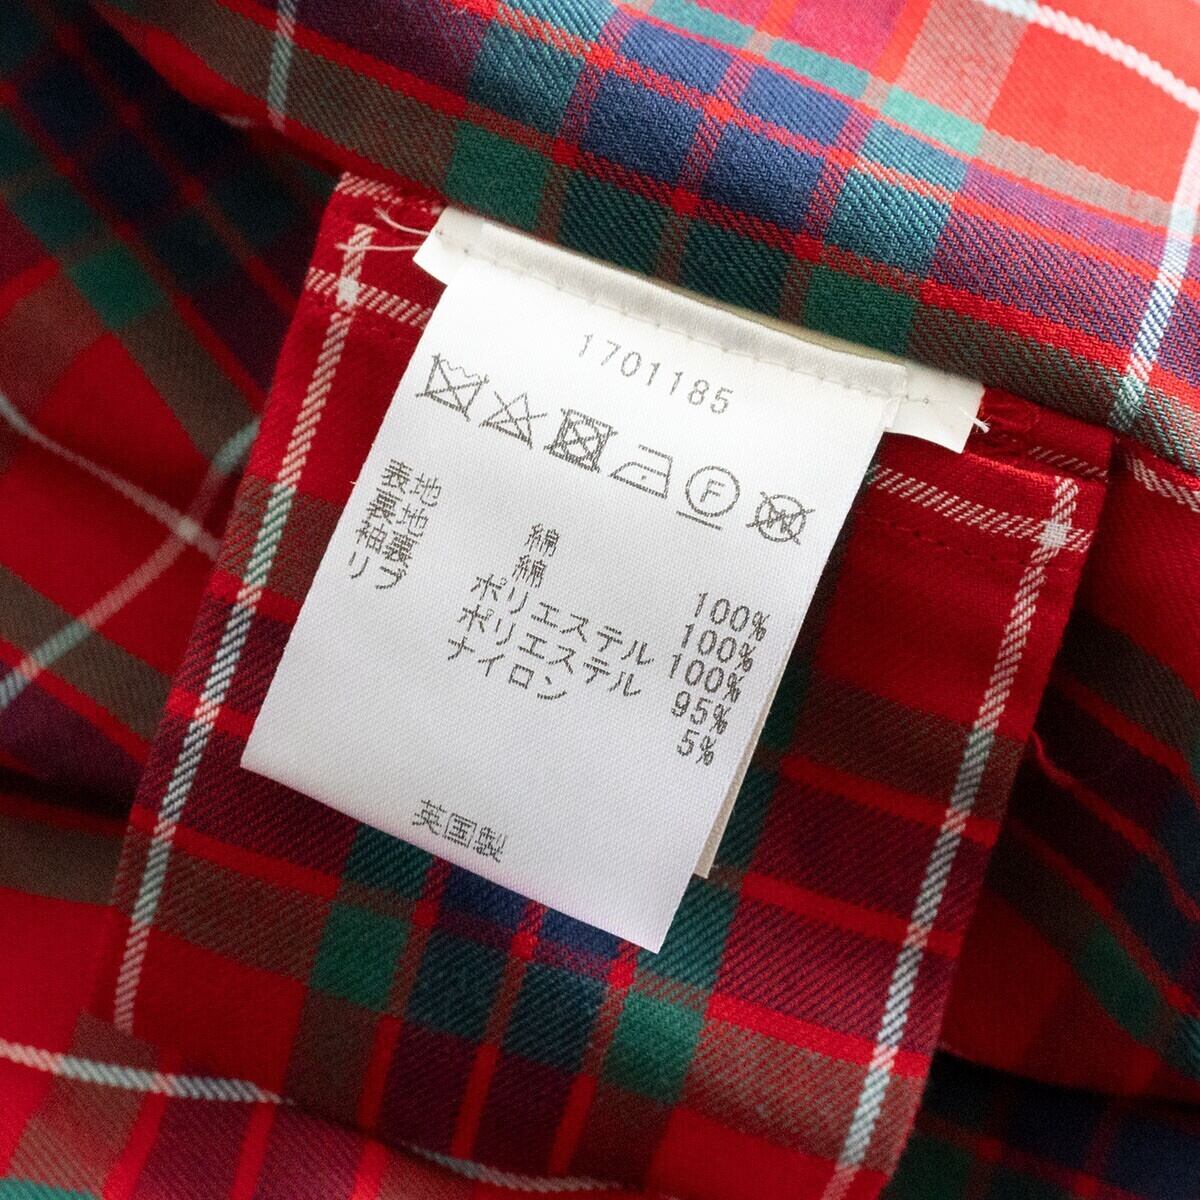 1701185
F
W
表地 綿 100%
裏地 綿 100%
袖裏 ポリエステル 100%
リブ ポリエステル 95%
ナイロン 5%
英国製